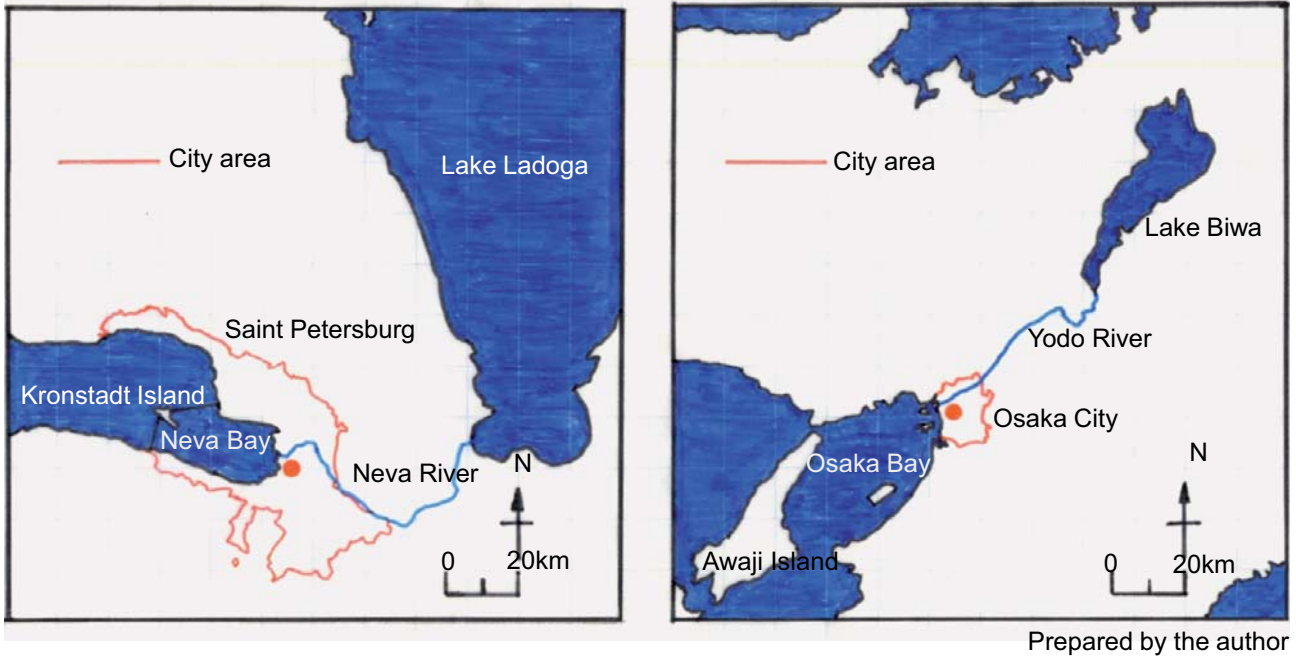 City area
Lake Ladoga
Saint Petersburg
Kronstadt Island
Neva Bay
Neva River
N
0 20km
City area
Lake Biwa
Yodo River
Osaka City
Osaka Bay
N
Awaji Island
0 20km
Prepared by the author